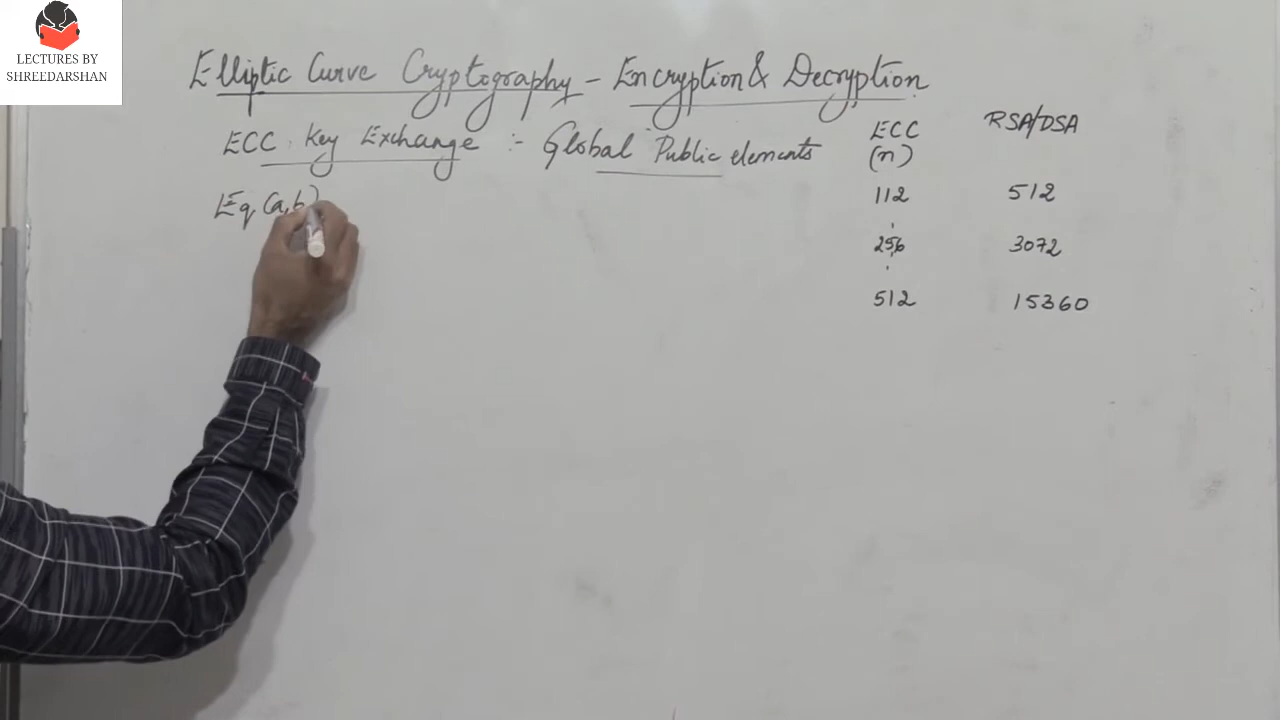 LECTURES BY
SHREEDARSHAN
Elliptic Curve Cryptography - Encryption & Decryption
ECC Key Exchange :- Global Public elements
Eq (a,b)
ECC RSA/DSA
(n)
112 512
256 3072
512 15360